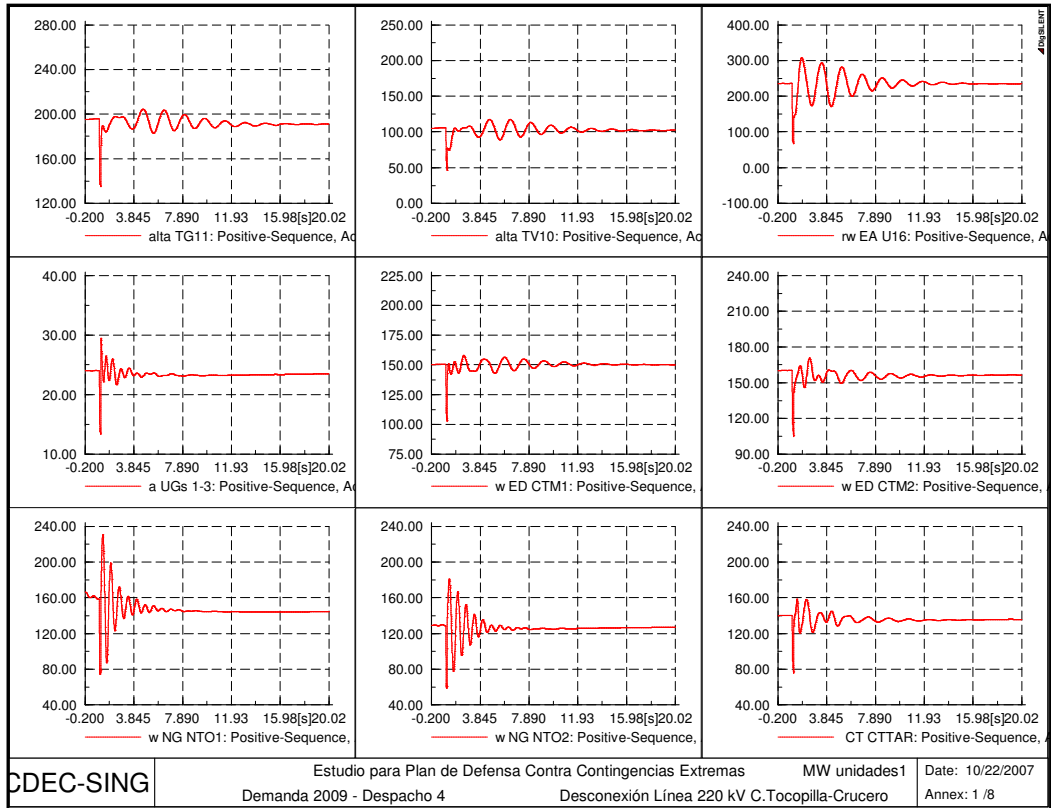 DIgSILENT
280.00
240.00
200.00
160.00
120.00
-0.200 3.845 7.890 11.93 15.98[s]20.02
alta TG11: Positive-Sequence, Ac
250.00
200.00
150.00
100.00
50.00
0.00
-0.200 3.845 7.890 11.93 15.98[s]20.02
alta TV10: Positive-Sequence, Ac
400.00
300.00
200.00
100.00
0.00
-100.00
-0.200 3.845 7.890 11.93 15.98[s]20.02
rw EA U16: Positive-Sequence, A
40.00
30.00
20.00
10.00
-0.200 3.845 7.890 11.93 15.98[s]20.02
a UGs 1-3: Positive-Sequence, Ac
225.00
200.00
175.00
150.00
125.00
100.00
75.00
-0.200 3.845 7.890 11.93 15.98[s]20.02
w ED CTM1: Positive-Sequence,
240.00
210.00
180.00
150.00
120.00
90.00
-0.200 3.845 7.890 11.93 15.98[s]20.02
w ED CTM2: Positive-Sequence,
240.00
200.00
160.00
120.00
80.00
40.00
-0.200 3.845 7.890 11.93 15.98[s]20.02
w NG NTO1: Positive-Sequence,
240.00
200.00
160.00
120.00
80.00
40.00
-0.200 3.845 7.890 11.93 15.98[s]20.02
w NG NTO2: Positive-Sequence,
240.00
200.00
160.00
120.00
80.00
40.00
-0.200 3.845 7.890 11.93 15.98[s]20.02
CT CTTAR: Positive-Sequence, A
CDEC-SING
Estudio para Plan de Defensa Contra Contingencias Extremas MW unidades1
Demanda 2009 - Despacho 4 Desconexión Línea 220 kV C.Tocopilla-Crucero
Date: 10/22/2007
Annex: 1 /8